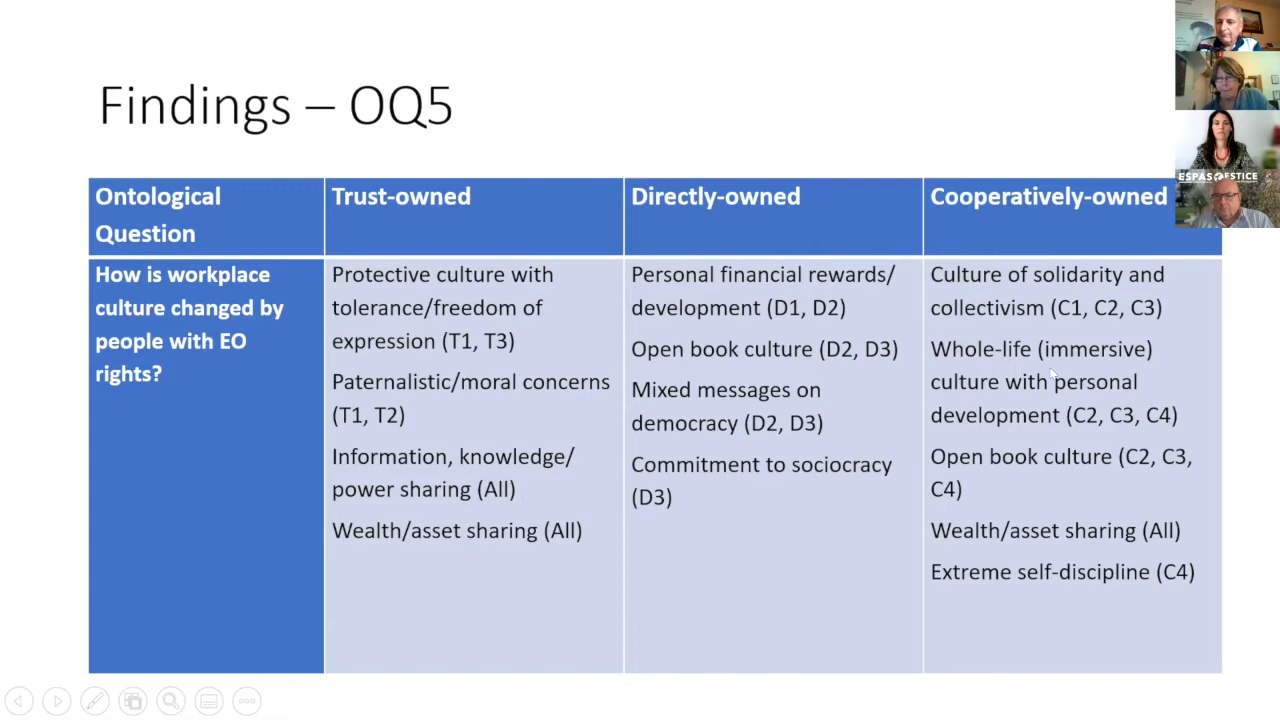 Findings – OQ5
Ontological
Question
Trust-owned
Directly-owned
Cooperatively-owned
How is workplace
culture changed by
people with EO
rights?
Protective culture with
tolerance/freedom of
expression (T1, T3)
Paternalistic/moral concerns
(T1, T2)
Information, knowledge/
power sharing (All)
Wealth/asset sharing (All)
Personal financial rewards/
development (D1, D2)
Open book culture (D2, D3)
Mixed messages on
democracy (D2, D3)
Commitment to sociocracy
(D3)
Culture of solidarity and
collectivism (C1, C2, C3)
Whole-life (immersive)
culture with personal
development (C2, C3, C4)
Open book culture (C2, C3,
C4)
Wealth/asset sharing (All)
Extreme self-discipline (C4)